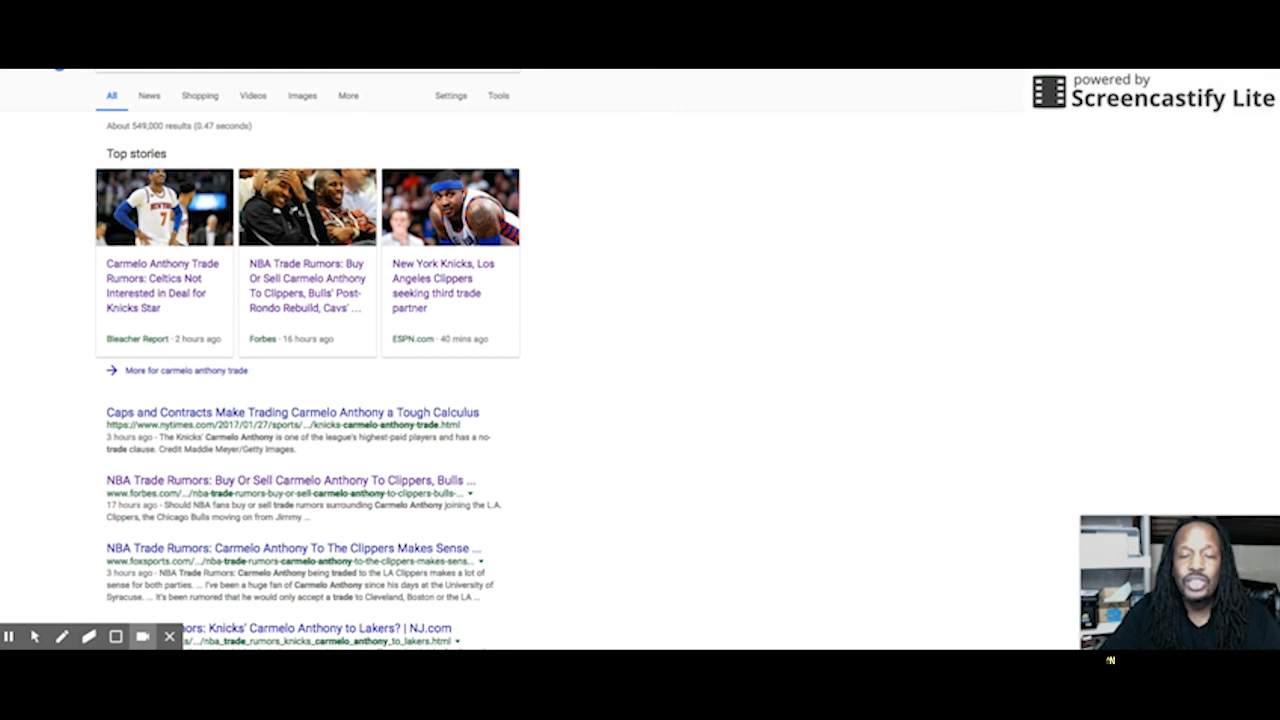 powered by
Screencastify Lite
All News Shopping Videos Images More Settings Tools
About 549,000 results (0.47 seconds)
Top stories
Carmelo Anthony Trade
Rumors: Celtics Not
Interested in Deal for
Knicks Star
Bleacher Report · 2 hours ago
NBA Trade Rumors: Buy
Or Sell Carmelo Anthony
To Clippers, Bulls' Post-
Rondo Rebuild, Cavs' ...
Forbes · 16 hours ago
New York Knicks, Los
Angeles Clippers
seeking third trade
partner
ESPN.com · 40 mins ago
More for carmelo anthony trade
Caps and Contracts Make Trading Carmelo Anthony a Tough Calculus
https://www.nytimes.com/2017/01/27/sports/.../knicks-carmelo-anthony-trade.html
3 hours ago - The Knicks' Carmelo Anthony is one of the league's highest-paid players and has a no-
trade clause. Credit Maddie Meyer/Getty Images.
NBA Trade Rumors: Buy Or Sell Carmelo Anthony To Clippers, Bulls ...
www.forbes.com/.../nba-trade-rumors-buy-or-sell-carmelo-anthony-to-clippers-bulls-...
17 hours ago - Should NBA fans buy or sell trade rumors surrounding Carmelo Anthony joining the L.A.
Clippers, the Chicago Bulls moving on from Jimmy ...
NBA Trade Rumors: Carmelo Anthony To The Clippers Makes Sense ...
www.foxsports.com/.../nba-trade-rumors-carmelo-anthony-to-the-clippers-makes-sens...
3 hours ago - NBA Trade Rumors: Carmelo Anthony being traded to the LA Clippers makes a lot of
sense for both parties. ... I've been a huge fan of Carmelo Anthony since his days at the University of
Syracuse. ... It's been rumored that he would only accept a trade to Cleveland, Boston or the LA ...
ors: Knicks' Carmelo Anthony to Lakers? | NJ.com
s/.../nba_trade_rumors_knicks_carmelo_anthony_to_lakers.html